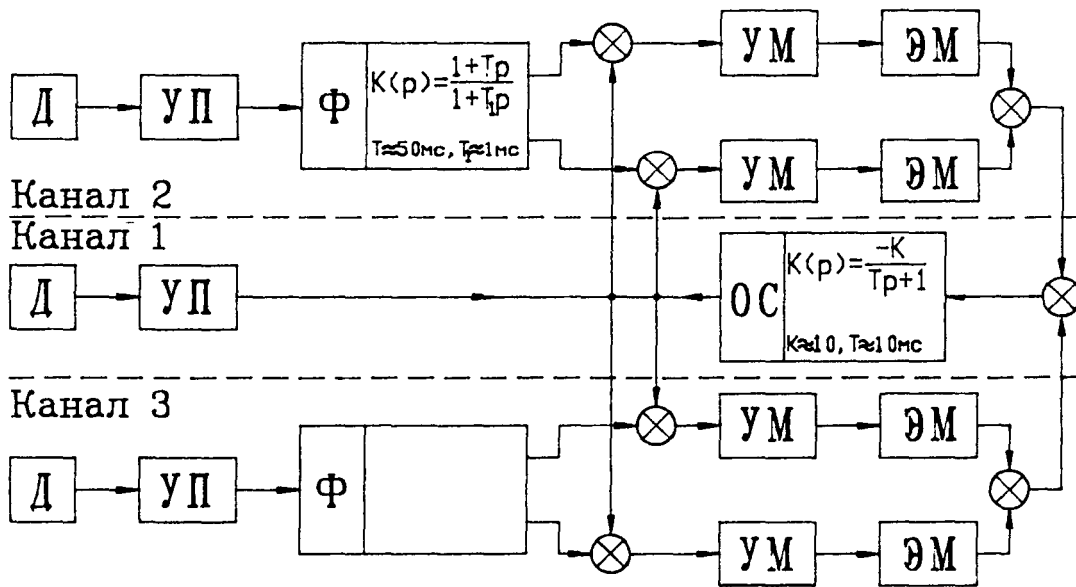 Д
УП
Ф
K(p)=(1+Tp)/(1+T₁p)
T≈50мс, T₁≈1мс
УМ
ЭМ
УМ
ЭМ
Канал 2
Канал 1
Д
УП
ОС
K(p)=-K/(Tp+1)
K≈10, T≈10мс
Канал 3
Д
УП
Ф
УМ
ЭМ
УМ
ЭМ